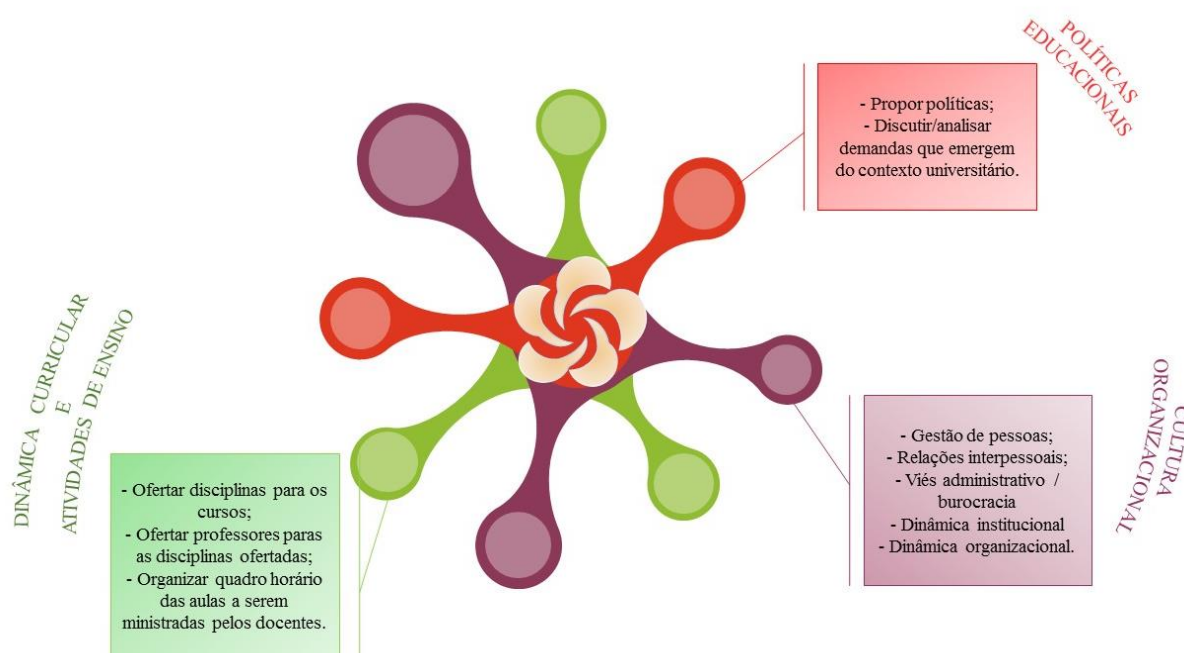 POLÍTICAS
EDUCACIONAIS
- Propor políticas;
- Discutir/analisar
demandas que emergem
do contexto universitário.
DINÂMICA CURRICULAR
E
ATIVIDADES DE ENSINO
- Ofertar disciplinas para os
cursos;
- Ofertar professores paras
as disciplinas ofertadas;
- Organizar quadro horário
das aulas a serem
ministradas pelos docentes.
CULTURA
ORGANIZACIONAL
- Gestão de pessoas;
- Relações interpessoais;
- Viés administrativo /
burocracia
- Dinâmica institucional
- Dinâmica organizacional.